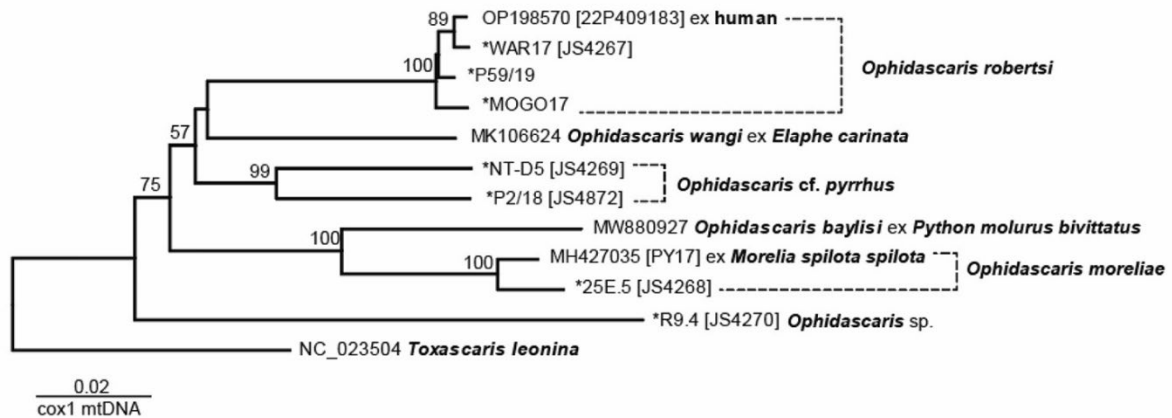 89
OP198570 [22P409183] ex human
*WAR17 [JS4267]
100
*P59/19
Ophidascaris robertsi
*MOGO17
57
MK106624 Ophidascaris wangi ex Elaphe carinata
99
*NT-D5 [JS4269]
75
Ophidascaris cf. pyrrhus
*P2/18 [JS4872]
100
MW880927 Ophidascaris baylisi ex Python molurus bivittatus
100
MH427035 [PY17] ex Morelia spilota spilota
Ophidascaris moreliae
*25E.5 [JS4268]
*R9.4 [JS4270] Ophidascaris sp.
NC_023504 Toxascaris leonina
0.02
cox1 mtDNA